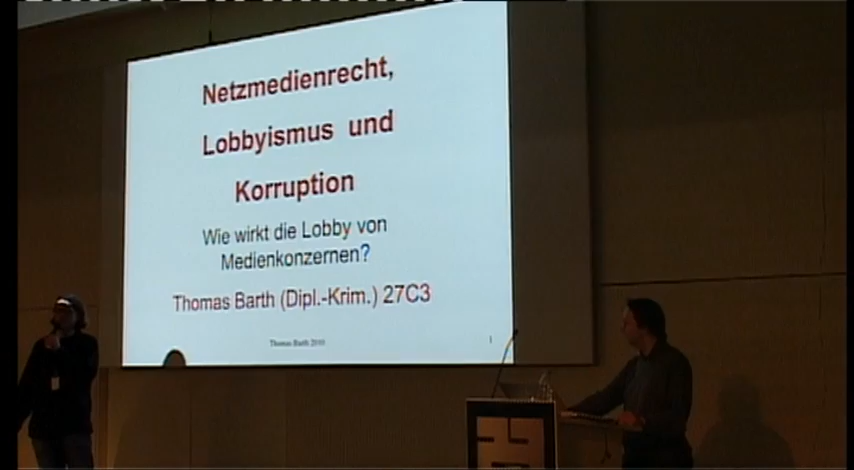 Netzmedienrecht,
Lobbyismus und
Korruption
Wie wirkt die Lobby von
Medienkonzernen?
Thomas Barth (Dipl.-Krim.) 27C3
Thomas Barth 2010
1